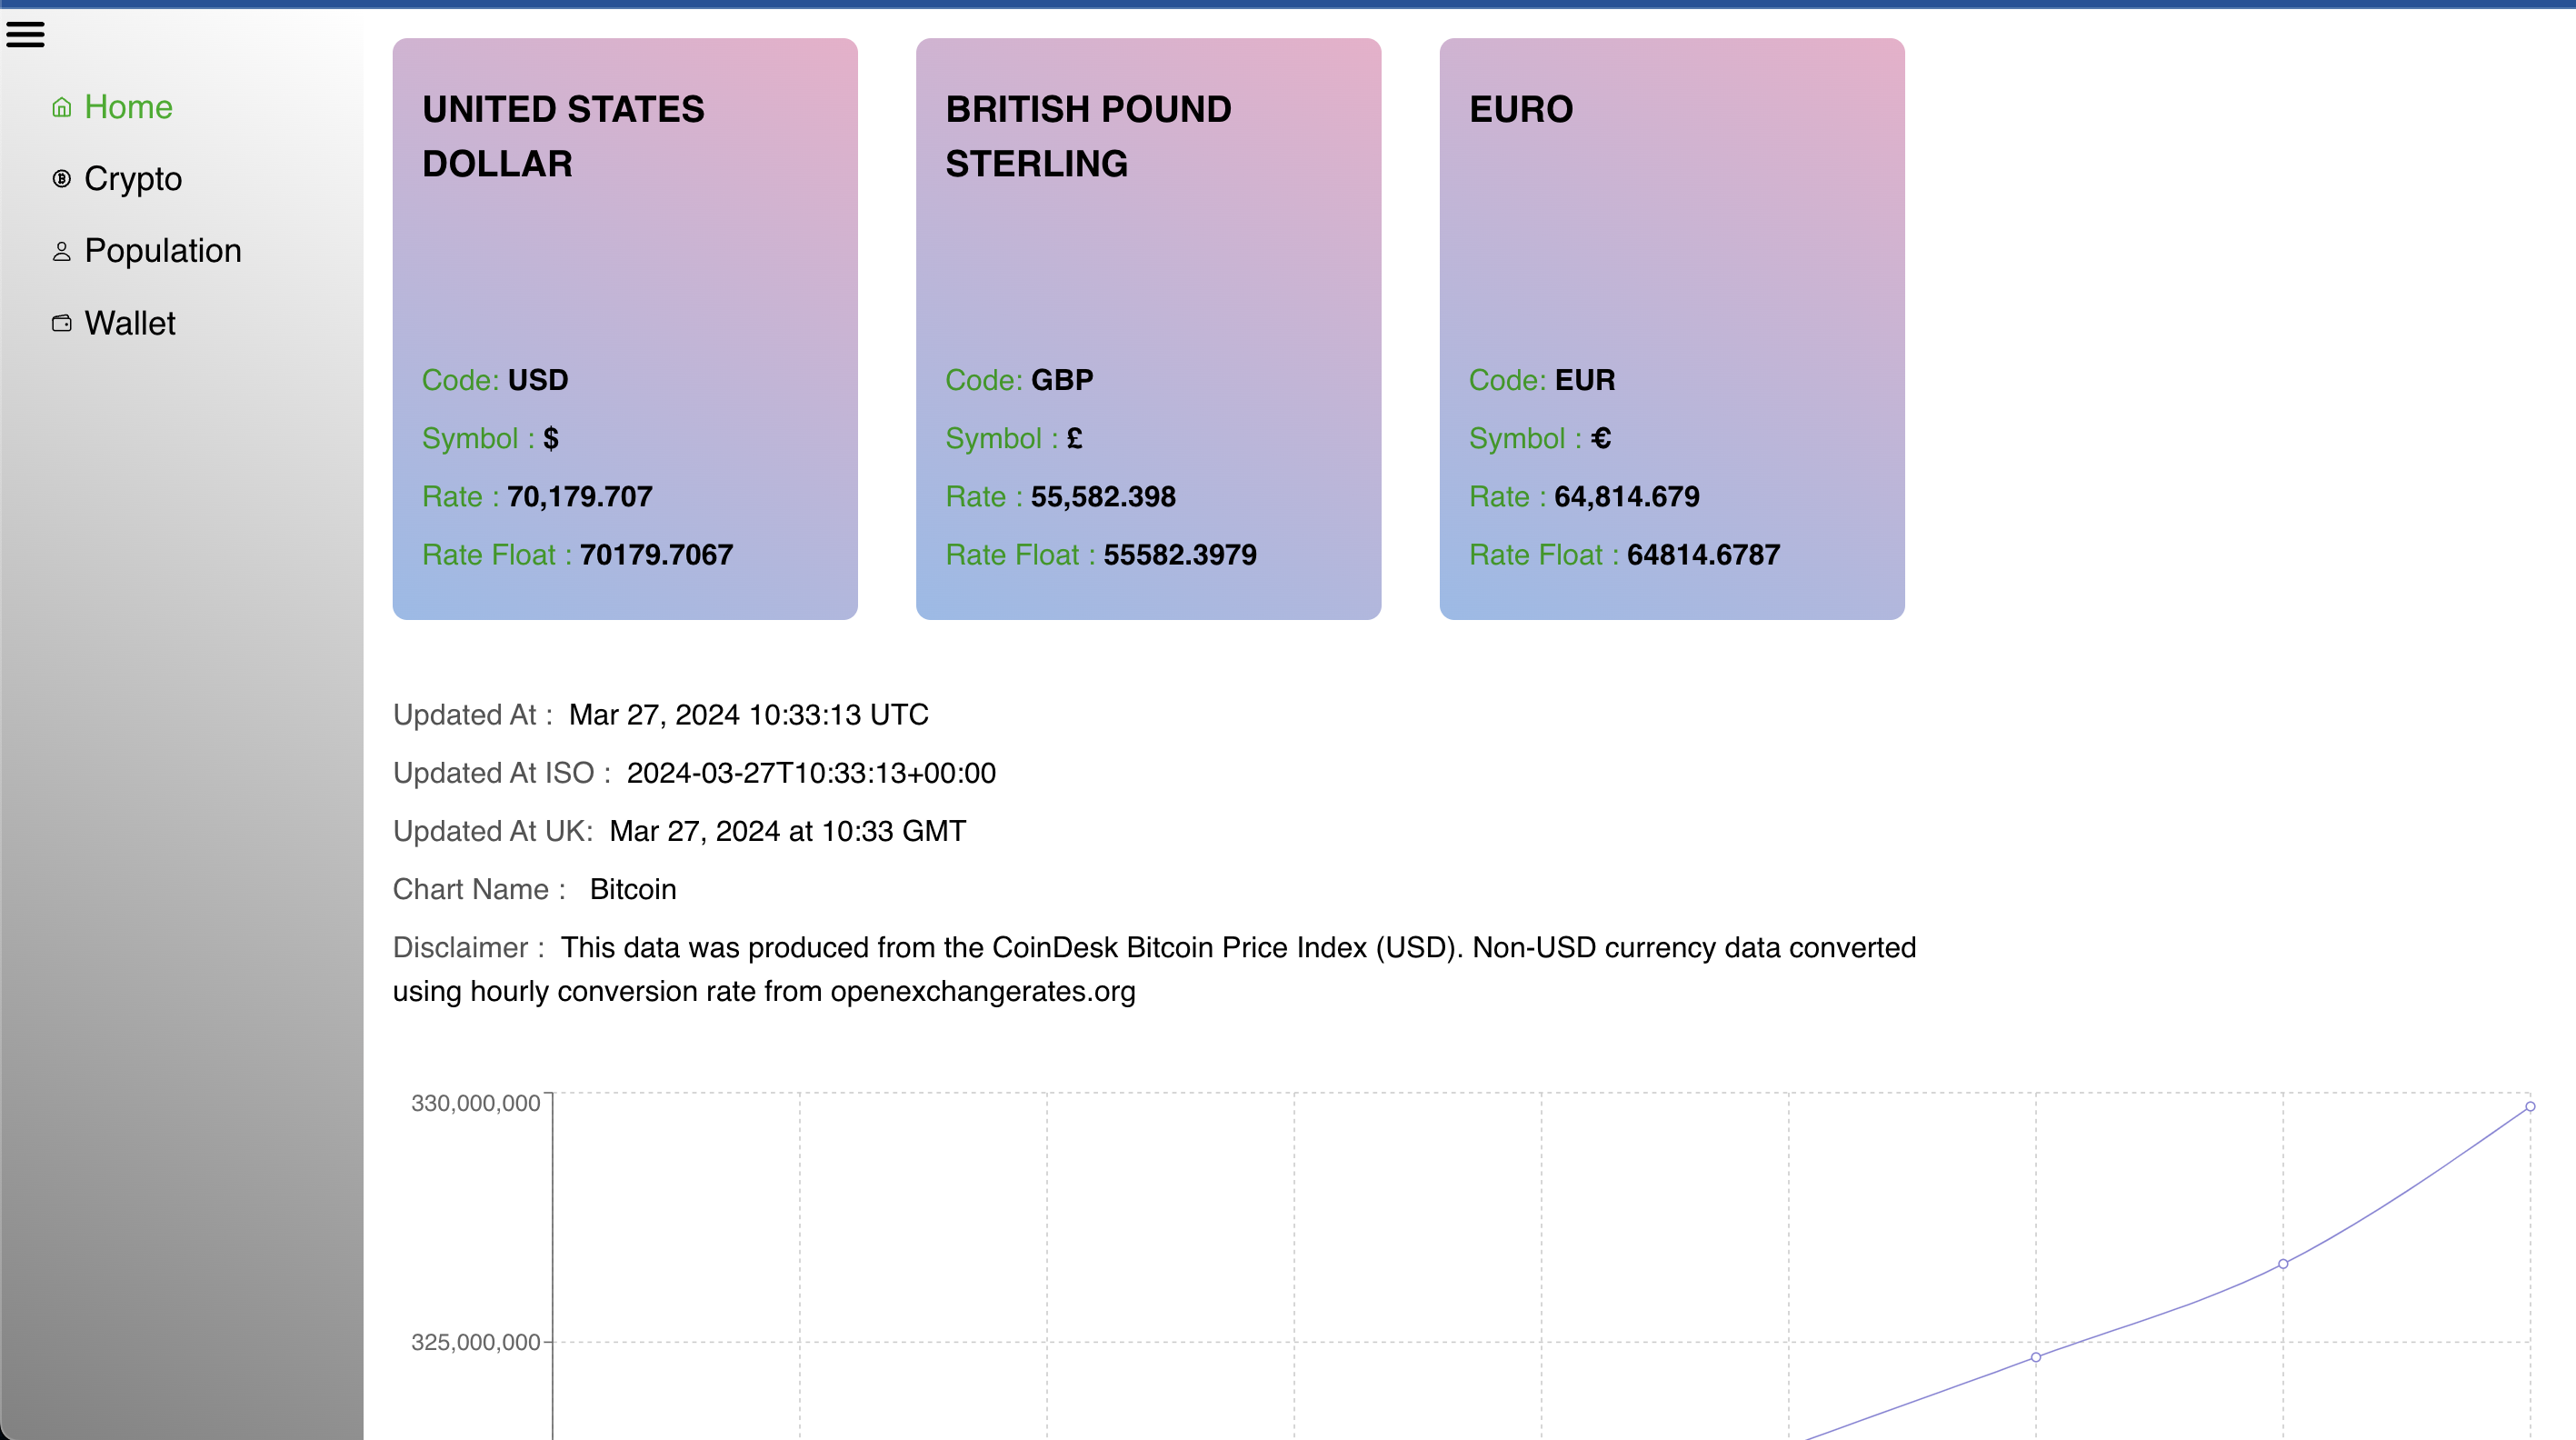 Home
Crypto
Population
Wallet
UNITED STATES
DOLLAR
Code: USD
Symbol : $
Rate : 70,179.707
Rate Float : 70179.7067
BRITISH POUND
STERLING
Code: GBP
Symbol : £
Rate : 55,582.398
Rate Float : 55582.3979
EURO
Code: EUR
Symbol : €
Rate : 64,814.679
Rate Float : 64814.6787
Updated At : Mar 27, 2024 10:33:13 UTC
Updated At ISO : 2024-03-27T10:33:13+00:00
Updated At UK: Mar 27, 2024 at 10:33 GMT
Chart Name : Bitcoin
Disclaimer : This data was produced from the CoinDesk Bitcoin Price Index (USD). Non-USD currency data converted
using hourly conversion rate from openexchangerates.org
330,000,000
325,000,000